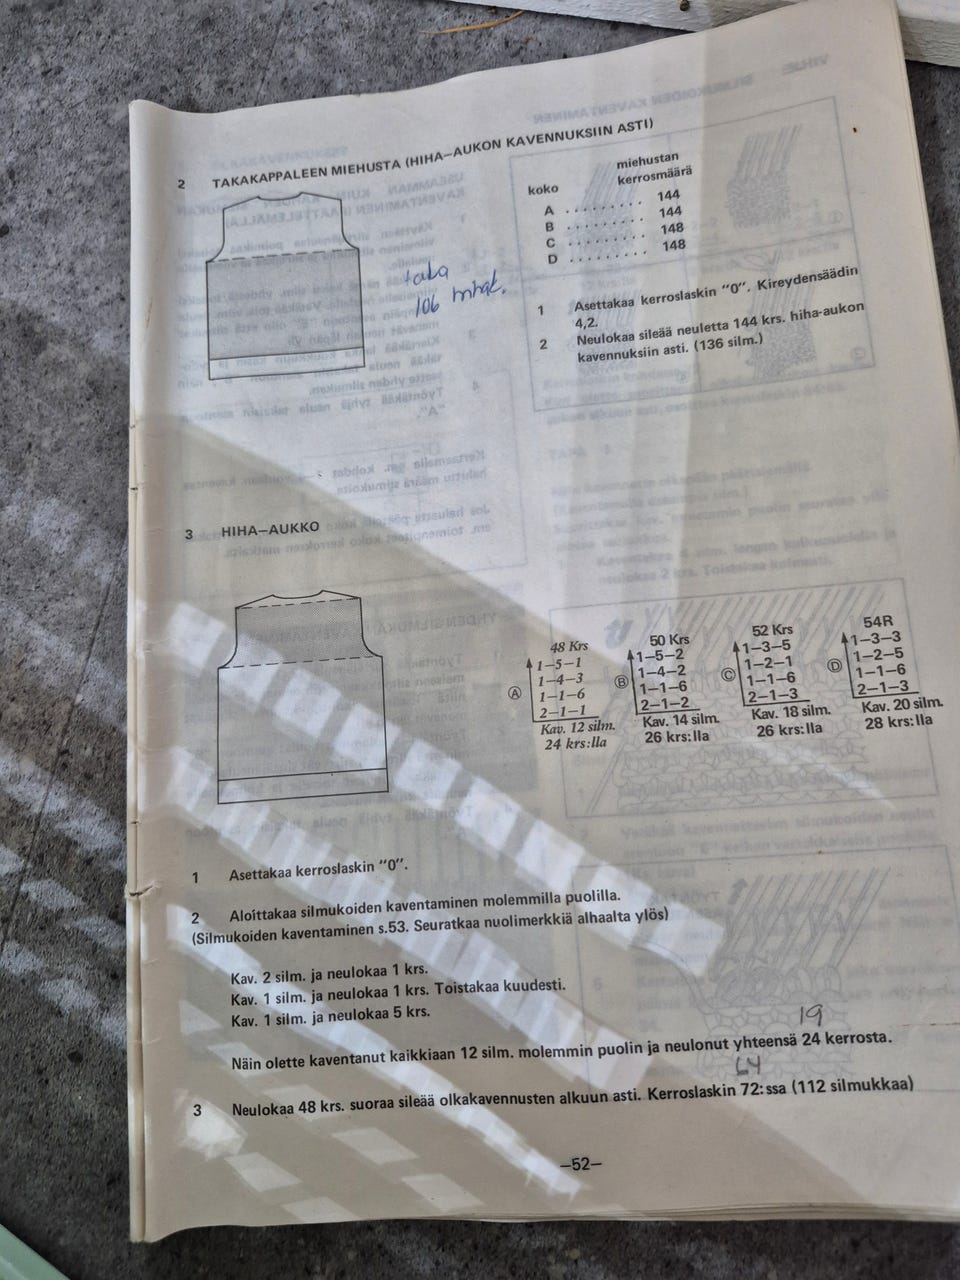 2 TAKAKAPPALEEN MIEHUSTA (HIHA–AUKON KAVENNUKSIIN ASTI)
koko miehustan kerrosmäärä
A . . . . . . . . . 144
B . . . . . . . . . 144
C . . . . . . . . . 148
D . . . . . . . . . 148
taka
106
1 Asettakaa kerroslaskin "0". Kireydensäädin
4,2.
2 Neulokaa sileää neuletta 144 krs. hiha-aukon
kavennuksiin asti. (136 silm.)
3 HIHA–AUKKO
A
48 Krs
1–5–1
1–4–3
1–1–6
2–1–1
Kav. 12 silm.
24 krs:lla
B
50 Krs
1–5–2
1–4–2
1–1–6
2–1–2
Kav. 14 silm.
26 krs:lla
C
52 Krs
1–3–5
1–2–1
1–1–6
2–1–3
Kav. 18 silm.
26 krs:lla
D
54R
1–3–3
1–2–5
1–1–6
2–1–3
Kav. 20 silm.
28 krs:lla
1 Asettakaa kerroslaskin "0".
2 Aloittakaa silmukoiden kaventaminen molemmilla puolilla.
(Silmukoiden kaventaminen s.53. Seuratkaa nuolimerkkiä alhaalta ylös)
Kav. 2 silm. ja neulokaa 1 krs.
Kav. 1 silm. ja neulokaa 1 krs. Toistakaa kuudesti.
Kav. 1 silm. ja neulokaa 5 krs.
19
Näin olette kaventanut kaikkiaan 12 silm. molemmin puolin ja neulonut yhteensä 24 kerrosta.
64
3 Neulokaa 48 krs. suoraa sileää olkakavennusten alkuun asti. Kerroslaskin 72:ssa (112 silmukkaa)
–52–